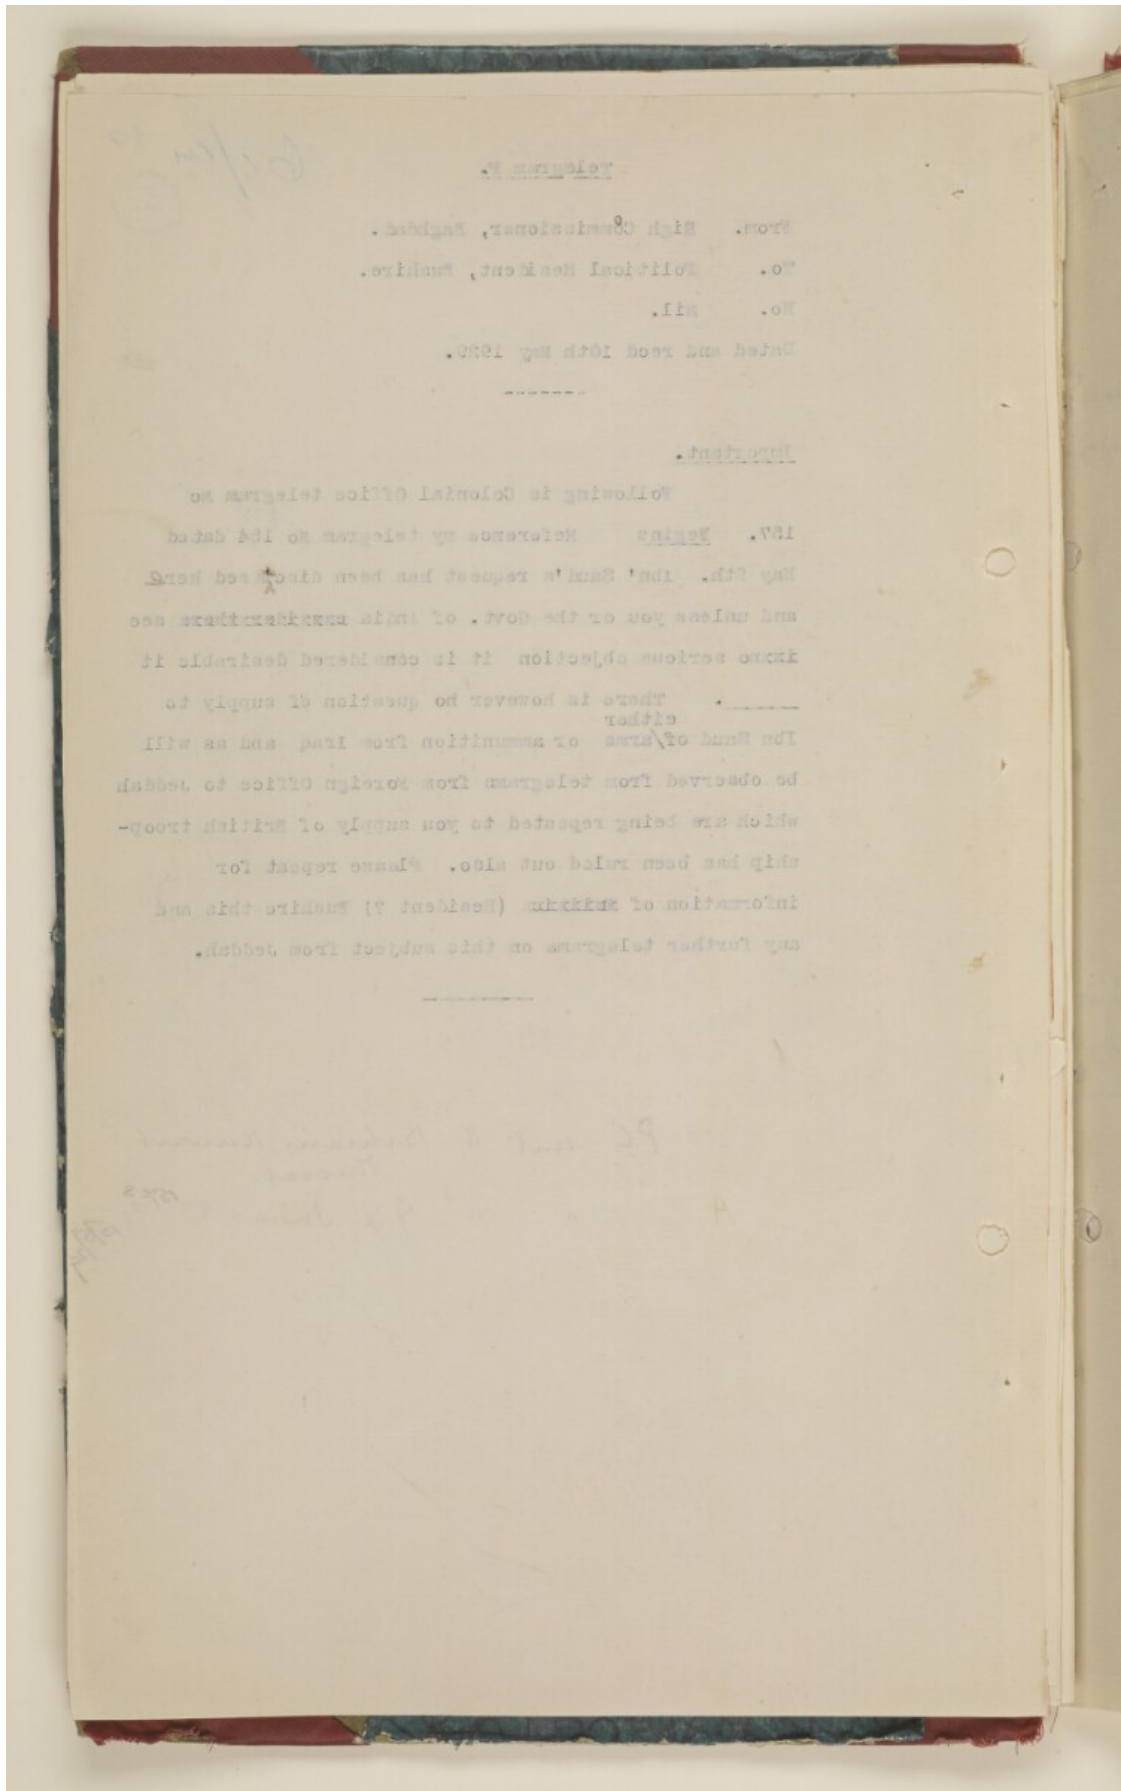 Telegram P.
From. High Commissioner, Baghdad.
To. Political Resident, Bushire.
No. Nil.
Dated and recd 10th May 1929.
-------
Important.
Following is Colonial Office telegram No
157. Begins Reference my telegram No 154 dated
May 8th. Ibn' Saud's request has been discussed here
and unless you or the Govt. of India see
no serious objection it is considered desirable it
______. There is however no question of supply to
either
Ibn Saud of/arms or ammunition from Iraq and as will
be observed from telegrams from Foreign Office to Jeddah
which are being repeated to you supply of British troop-
ship has been ruled out also. Please repeat for
information of (Resident ?) Bushire this and
any further telegrams on this subject from Jeddah.